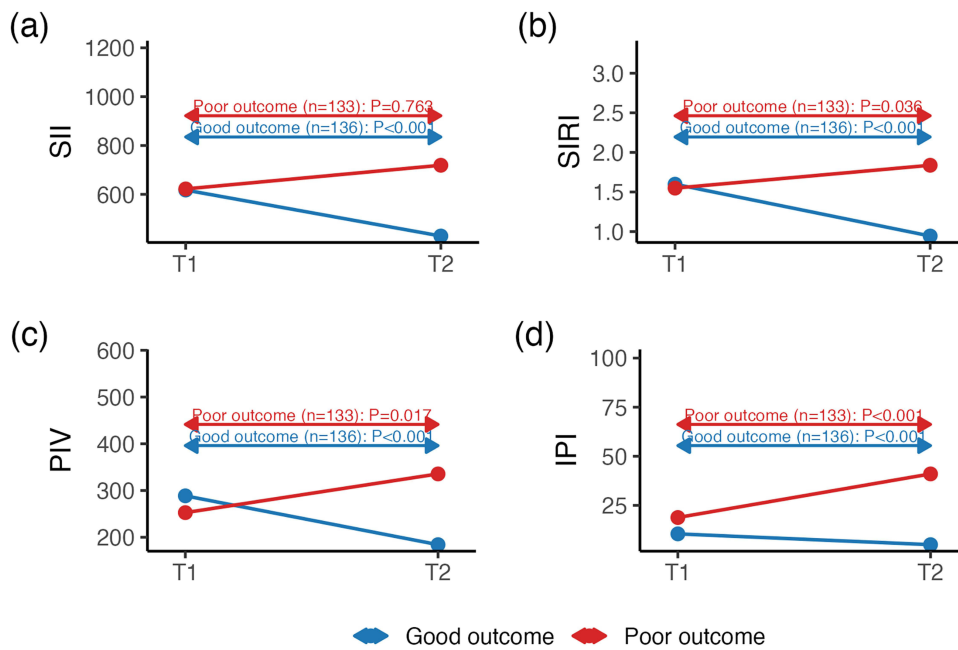 (a)
1200
1000
800
600
SII
Poor outcome (n=133): P=0.763
Good outcome (n=136): P<0.001
T1
T2
(b)
3.0
2.5
2.0
1.5
1.0
SIRI
Poor outcome (n=133): P=0.036
Good outcome (n=136): P<0.001
T1
T2
(c)
600
500
400
300
200
PIV
Poor outcome (n=133): P=0.017
Good outcome (n=136): P<0.001
T1
T2
(d)
100
75
50
25
IPI
Poor outcome (n=133): P<0.001
Good outcome (n=136): P<0.001
T1
T2
Good outcome Poor outcome